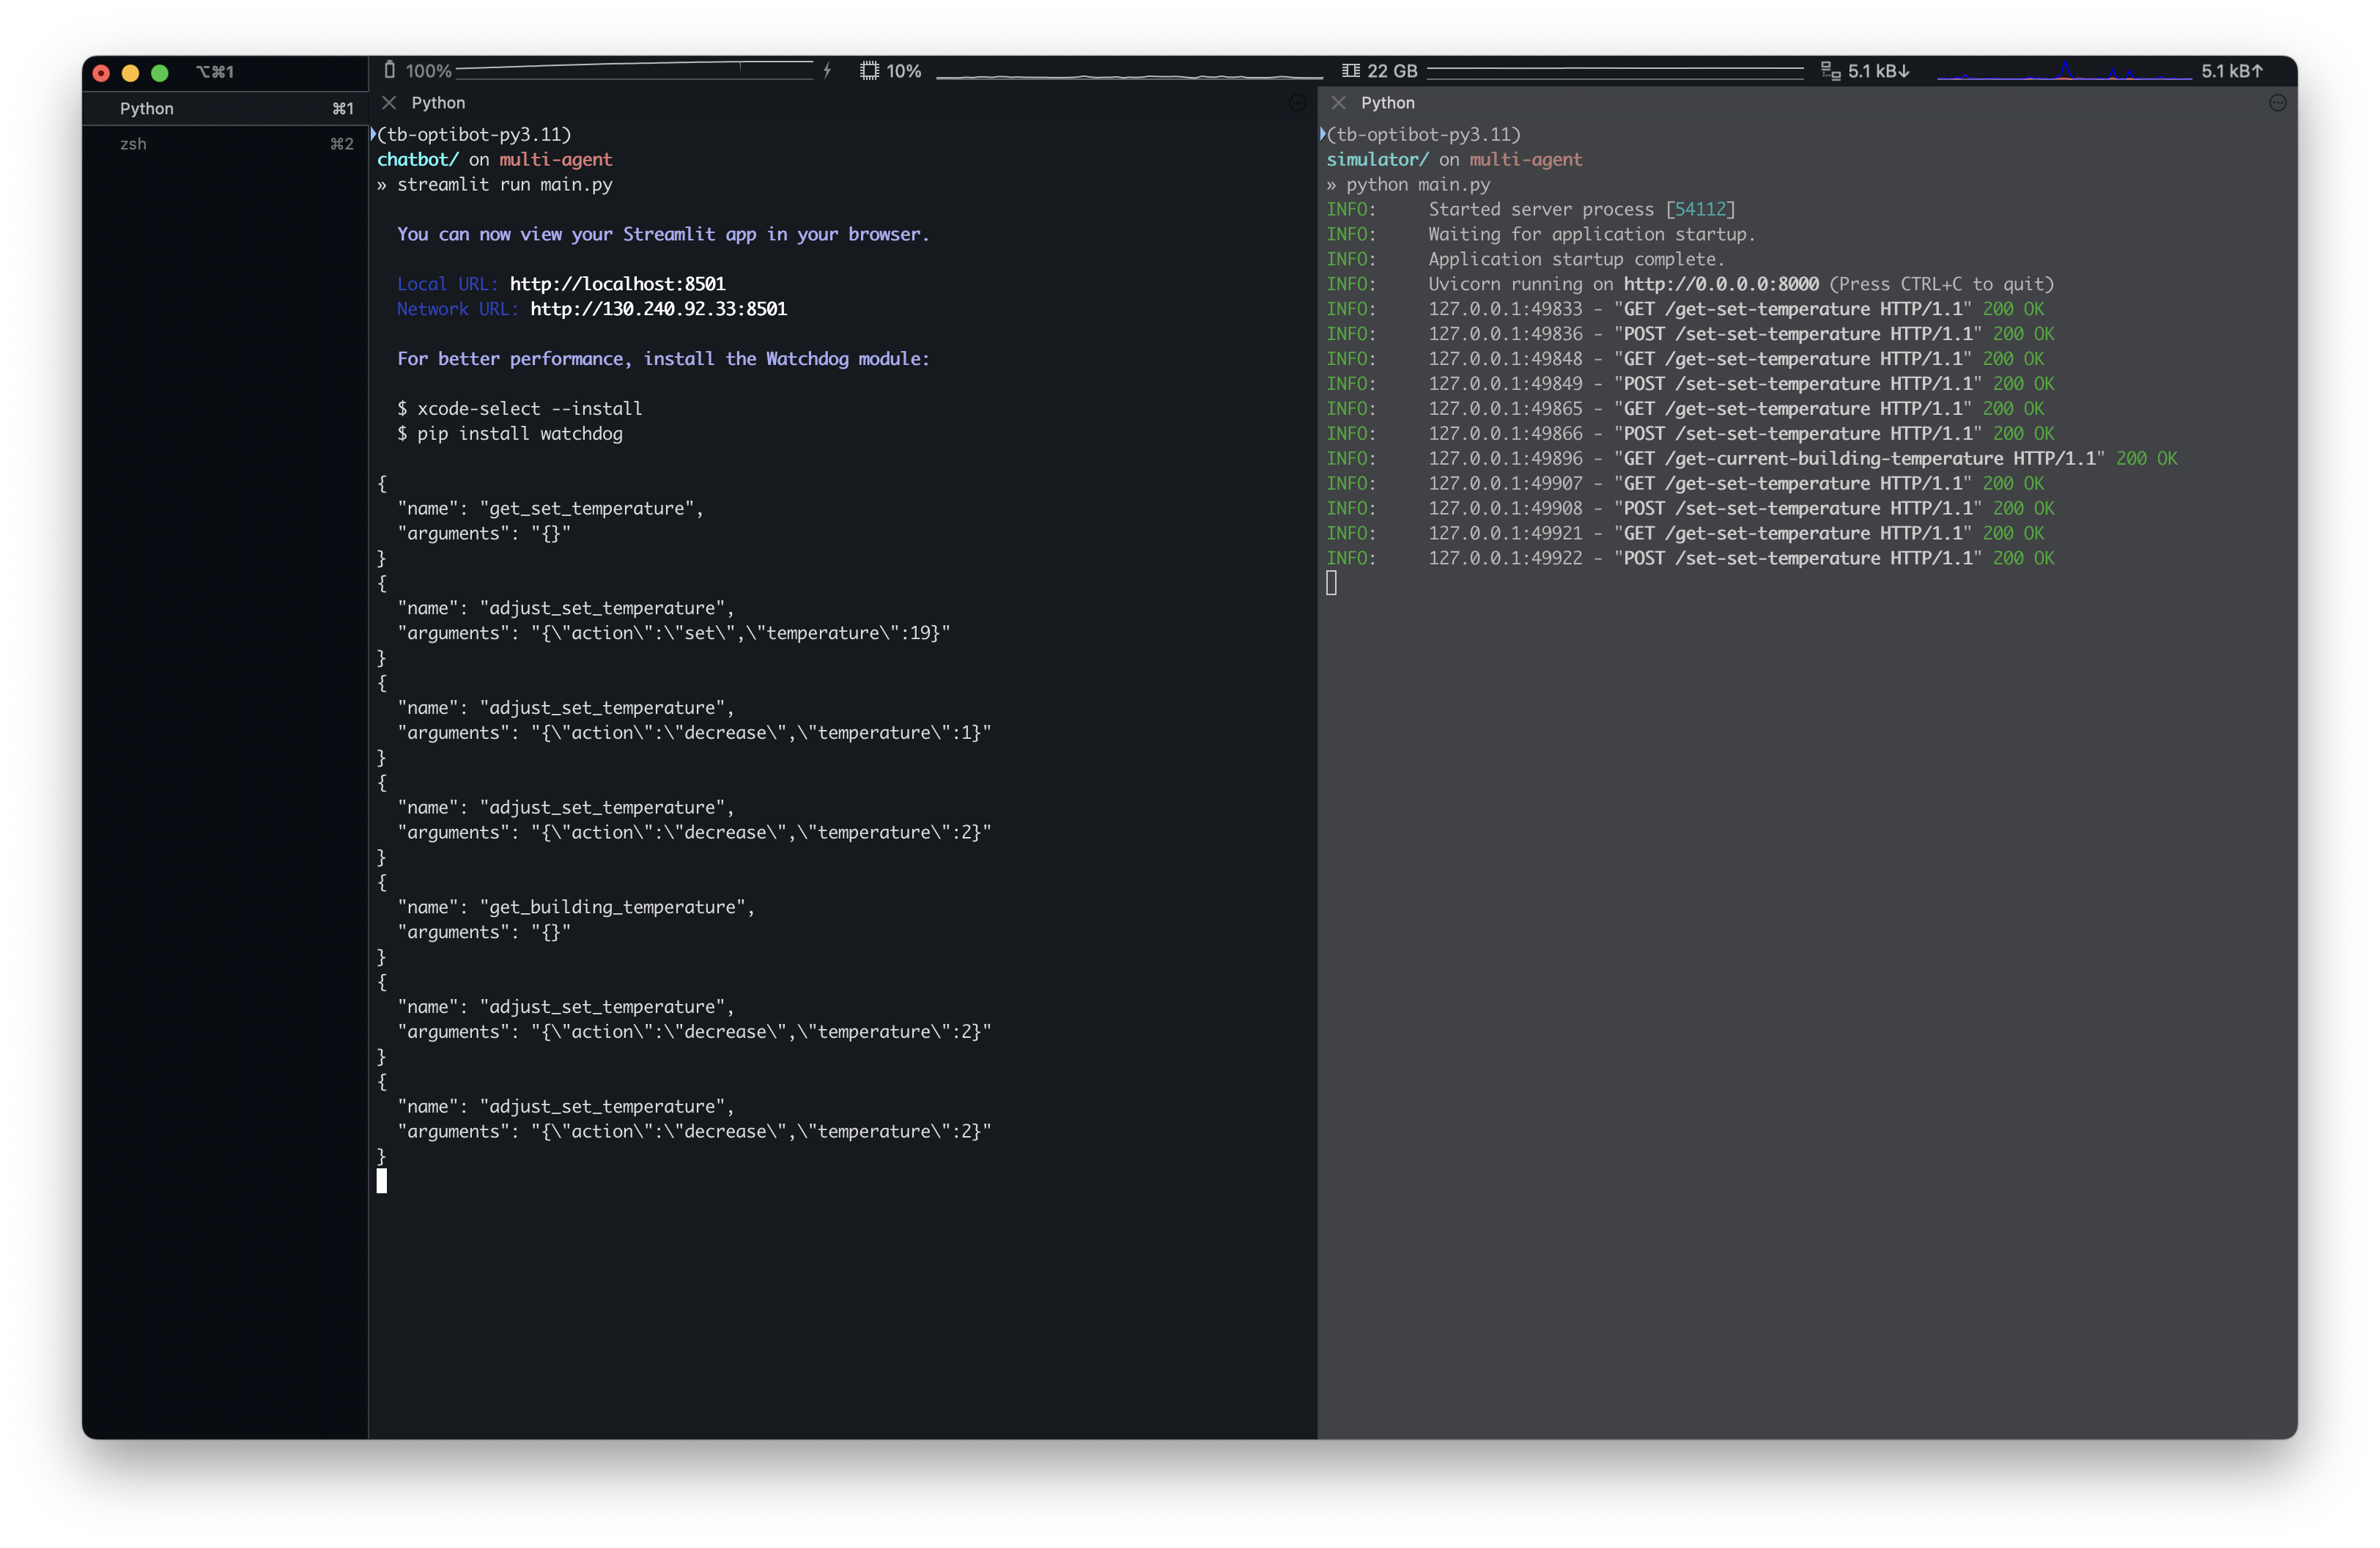 ⌥⌘1
100%
10%
22 GB
5.1 kB↓
5.1 kB↑
Python ⌘1
zsh ⌘2
Python
(tb-optibot-py3.11)
chatbot/ on multi-agent
» streamlit run main.py
You can now view your Streamlit app in your browser.
Local URL: http://localhost:8501
Network URL: http://130.240.92.33:8501
For better performance, install the Watchdog module:
$ xcode-select --install
$ pip install watchdog
{
"name": "get_set_temperature",
"arguments": "{}"
}
{
"name": "adjust_set_temperature",
"arguments": "{\"action\":\"set\",\"temperature\":19}"
}
{
"name": "adjust_set_temperature",
"arguments": "{\"action\":\"decrease\",\"temperature\":1}"
}
{
"name": "adjust_set_temperature",
"arguments": "{\"action\":\"decrease\",\"temperature\":2}"
}
{
"name": "get_building_temperature",
"arguments": "{}"
}
{
"name": "adjust_set_temperature",
"arguments": "{\"action\":\"decrease\",\"temperature\":2}"
}
{
"name": "adjust_set_temperature",
"arguments": "{\"action\":\"decrease\",\"temperature\":2}"
}
Python
(tb-optibot-py3.11)
simulator/ on multi-agent
» python main.py
INFO: Started server process [54112]
INFO: Waiting for application startup.
INFO: Application startup complete.
INFO: Uvicorn running on http://0.0.0.0:8000 (Press CTRL+C to quit)
INFO: 127.0.0.1:49833 - "GET /get-set-temperature HTTP/1.1" 200 OK
INFO: 127.0.0.1:49836 - "POST /set-set-temperature HTTP/1.1" 200 OK
INFO: 127.0.0.1:49848 - "GET /get-set-temperature HTTP/1.1" 200 OK
INFO: 127.0.0.1:49849 - "POST /set-set-temperature HTTP/1.1" 200 OK
INFO: 127.0.0.1:49865 - "GET /get-set-temperature HTTP/1.1" 200 OK
INFO: 127.0.0.1:49866 - "POST /set-set-temperature HTTP/1.1" 200 OK
INFO: 127.0.0.1:49896 - "GET /get-current-building-temperature HTTP/1.1" 200 OK
INFO: 127.0.0.1:49907 - "GET /get-set-temperature HTTP/1.1" 200 OK
INFO: 127.0.0.1:49908 - "POST /set-set-temperature HTTP/1.1" 200 OK
INFO: 127.0.0.1:49921 - "GET /get-set-temperature HTTP/1.1" 200 OK
INFO: 127.0.0.1:49922 - "POST /set-set-temperature HTTP/1.1" 200 OK